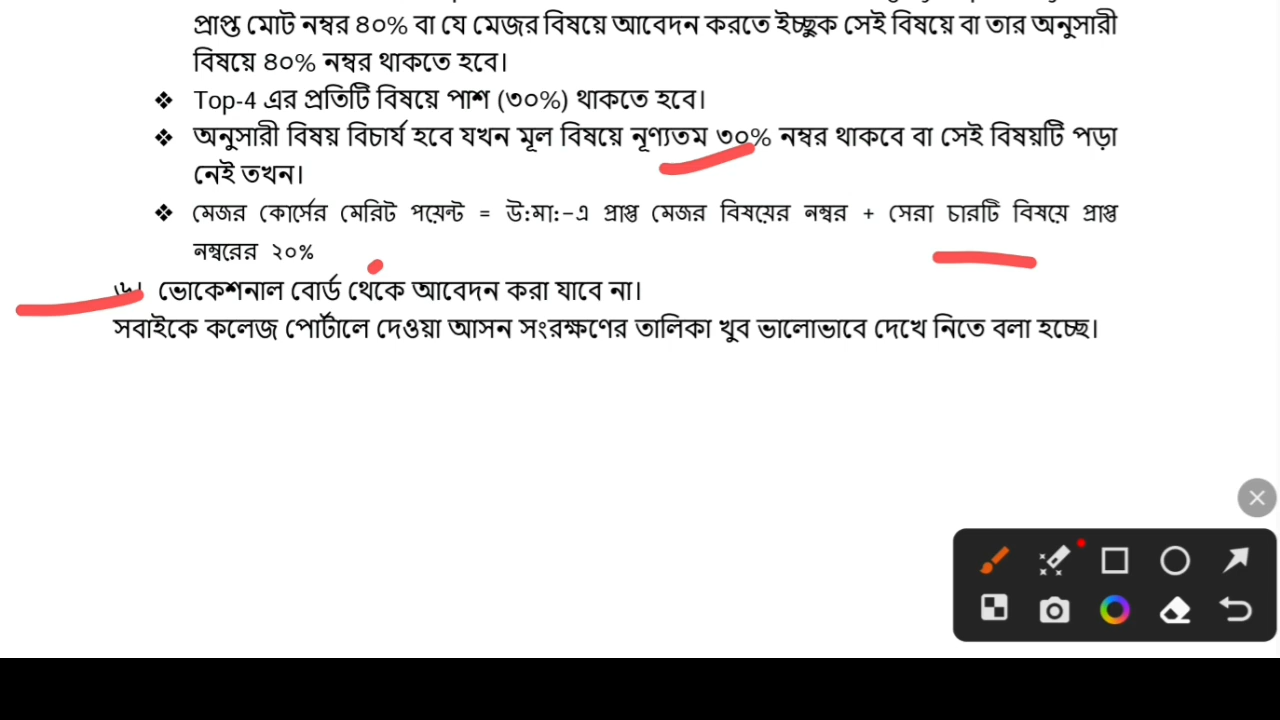 প্রাপ্ত মোট নম্বর ৪০% বা যে মেজর বিষয়ে আবেদন করতে ইচ্ছুক সেই বিষয়ে বা তার অনুসারী
বিষয়ে ৪০% নম্বর থাকতে হবে।
❖ Top-4 এর প্রতিটি বিষয়ে পাশ (৩০%) থাকতে হবে।
❖ অনুসারী বিষয় বিচার্য হবে যখন মূল বিষয়ে নূণ্যতম ৩০% নম্বর থাকবে বা সেই বিষয়টি পড়া
নেই তখন।
❖ মেজর কোর্সের মেরিট পয়েন্ট = উ:মা:-এ প্রাপ্ত মেজর বিষয়ের নম্বর + সেরা চারটি বিষয়ে প্রাপ্ত
নম্বরের ২০%
ভোকেশনাল বোর্ড থেকে আবেদন করা যাবে না।
সবাইকে কলেজ পোর্টালে দেওয়া আসন সংরক্ষণের তালিকা খুব ভালোভাবে দেখে নিতে বলা হচ্ছে।